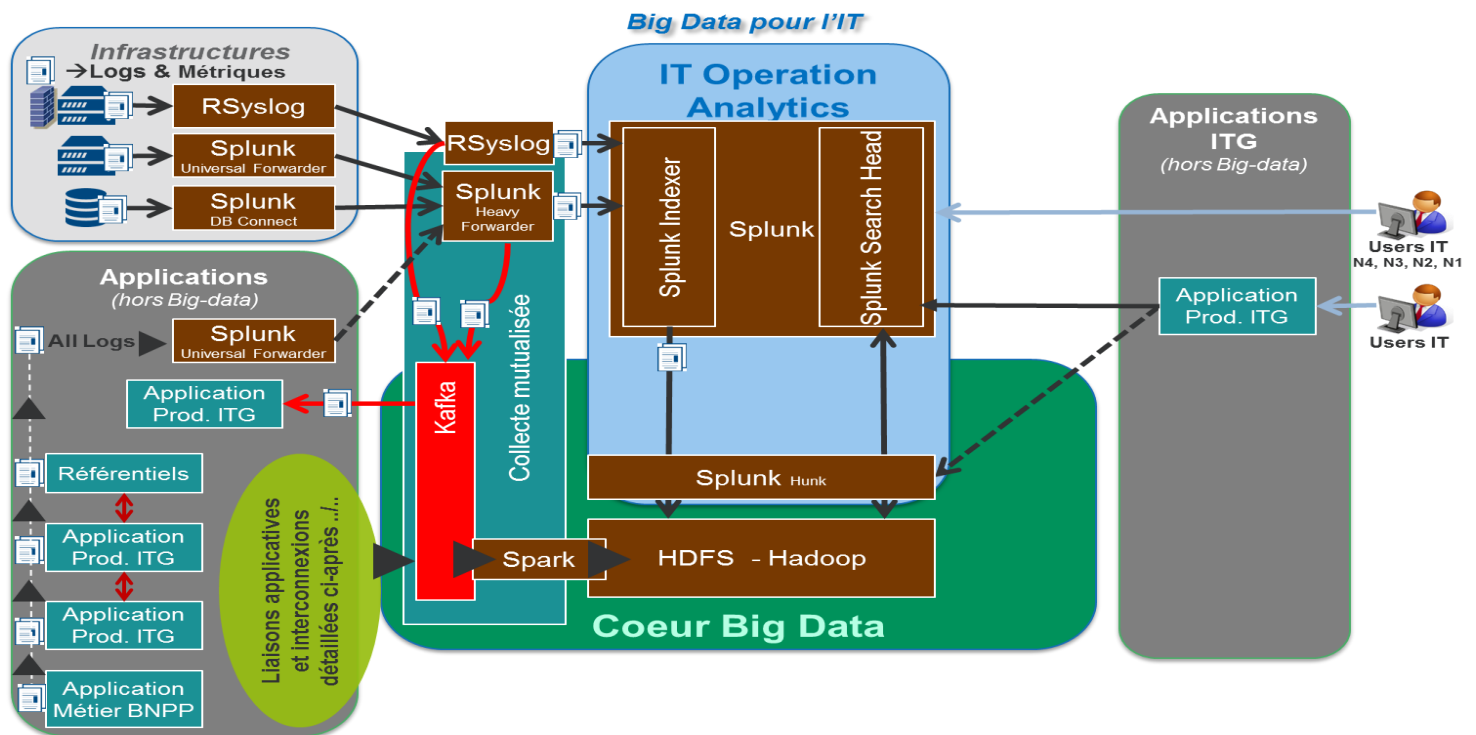 Big Data pour l'IT
Infrastructures
→Logs & Métriques
RSyslog
Splunk
Universal Forwarder
Splunk
DB Connect
Applications
(hors Big-data)
All Logs
Splunk
Universal Forwarder
Application
Prod. ITG
Référentiels
Application
Prod. ITG
Application
Prod. ITG
Application
Métier BNPP
Liaisons applicatives
et interconnexions
détaillées ci-après ../..
RSyslog
Splunk
Heavy
Forwarder
Collecte mutualisée
Kafka
Spark
IT Operation
Analytics
Splunk Indexer
Splunk
Splunk Search Head
Splunk Hunk
HDFS - Hadoop
Coeur Big Data
Applications
ITG
(hors Big-data)
Application
Prod. ITG
Users IT
N4, N3, N2, N1
Users IT